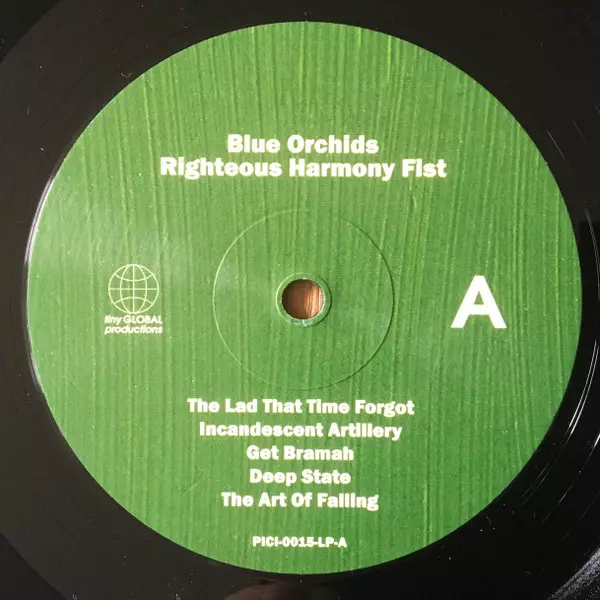 Blue Orchids
Righteous Harmony Fist
tiny GLOBAL
productions
A
The Lad That Time Forgot
Incandescent Artillery
Get Bramah
Deep State
The Art Of Falling
PICI-0015-LP-A